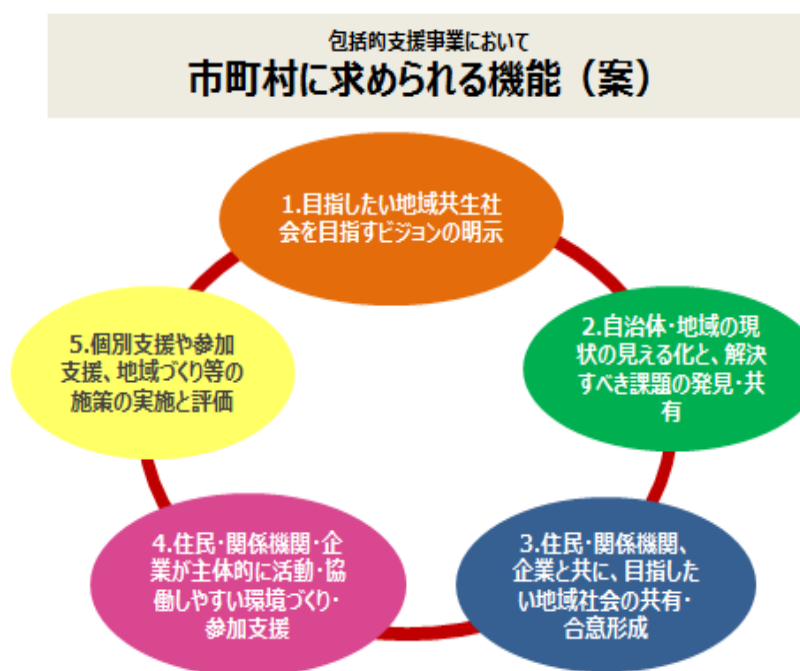 包括的支援事業において
市町村に求められる機能（案）
1.目指したい地域共生社
会を目指すビジョンの明示
2.自治体・地域の現
状の見える化と、解決
すべき課題の発見・共
有
3.住民・関係機関、
企業と共に、目指した
い地域社会の共有・
合意形成
4.住民・関係機関・企
業が主体的に活動・協
働しやすい環境づくり・
参加支援
5.個別支援や参加
支援、地域づくり等の
施策の実施と評価